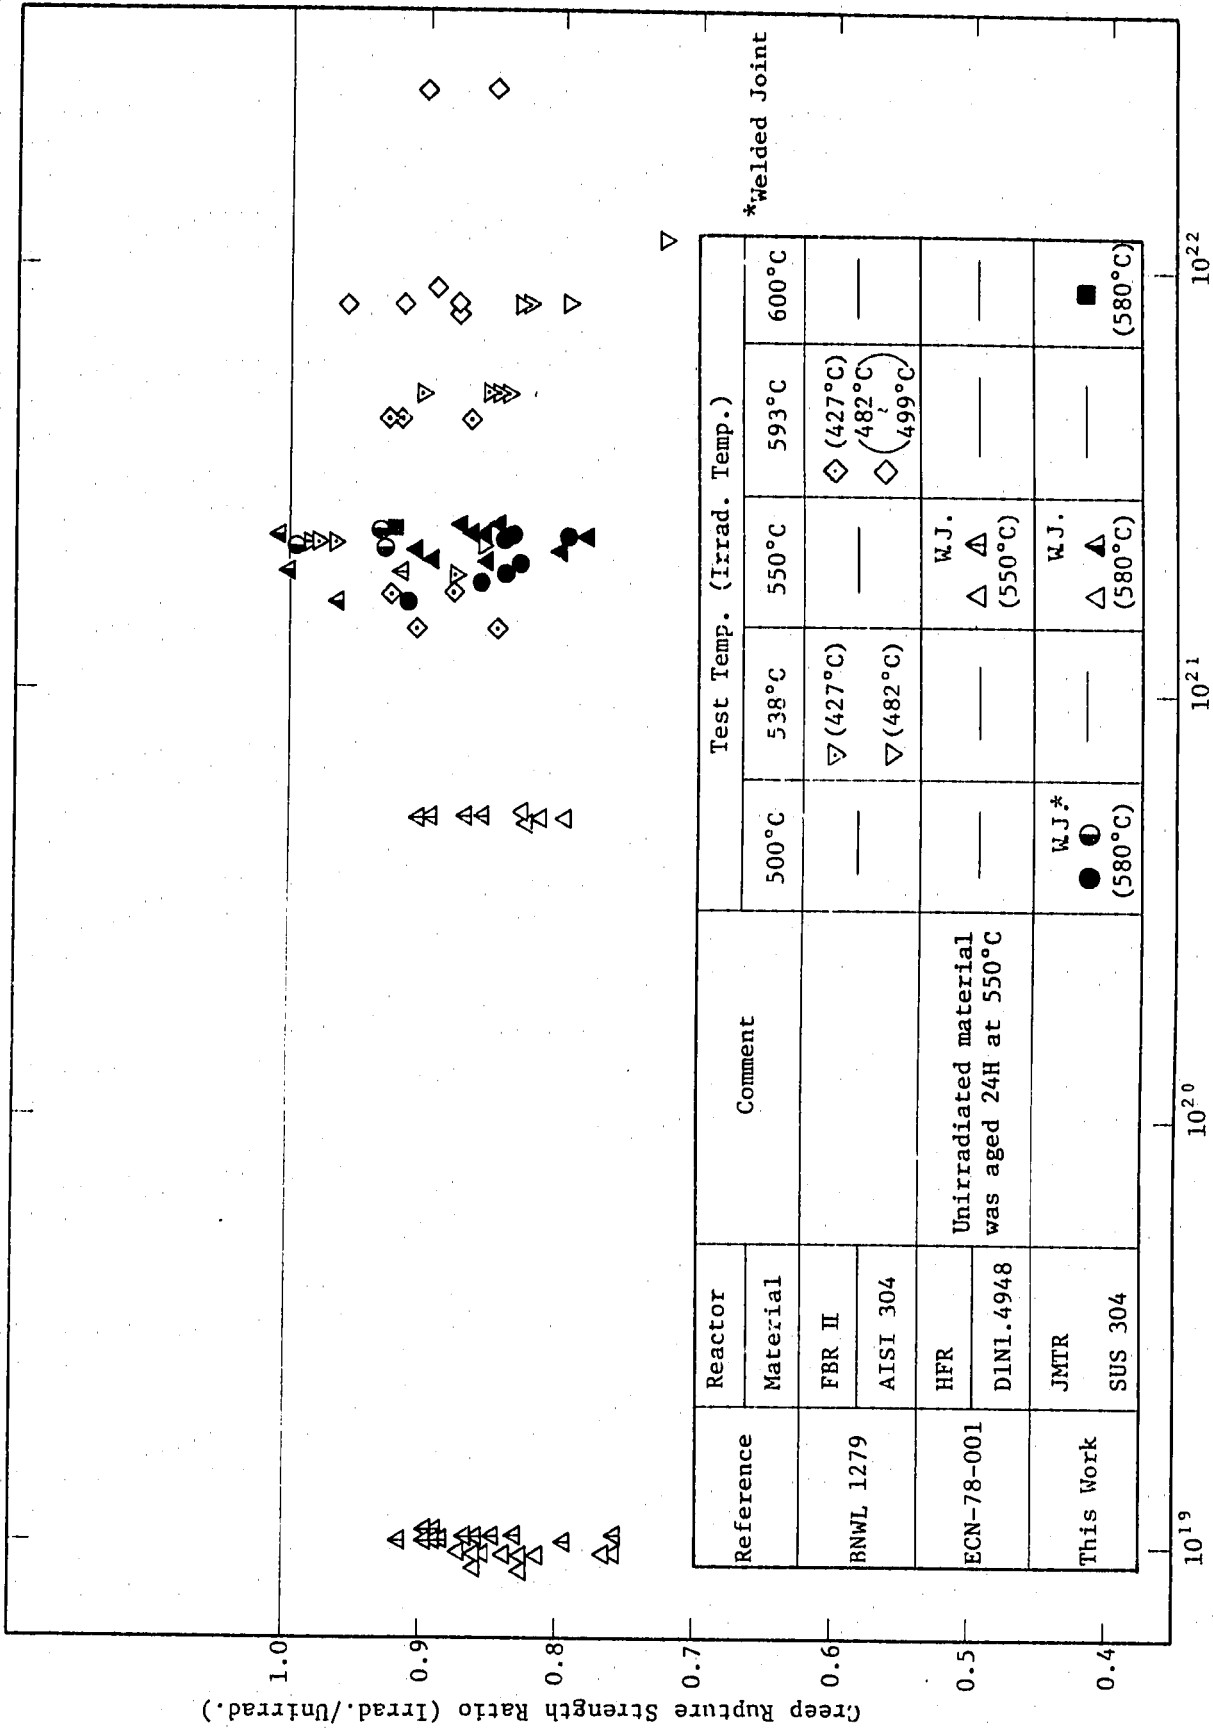 Creep Rupture Strength Ratio (Irrad./Unirrad.)
1.0
0.9
0.8
0.7
0.6
0.5
0.4
10¹⁹
10²⁰
10²¹
10²²
*Welded Joint
Reference
Reactor
Material
Comment
Test Temp. (Irrad. Temp.)
500°C
538°C
550°C
593°C
600°C
BNWL 1279
FBR II
AISI 304
—
▽(427°C)
▽(482°C)
—
◇(427°C)
◇(482°C ~ 499°C)
—
ECN-78-001
HFR
DIN1.4948
Unirradiated material
was aged 24H at 550°C
—
—
W.J.
△ △
(550°C)
—
—
This Work
JMTR
SUS 304
W.J.*
● ◐
(580°C)
—
W.J.
△ ▲
(580°C)
—
■
(580°C)